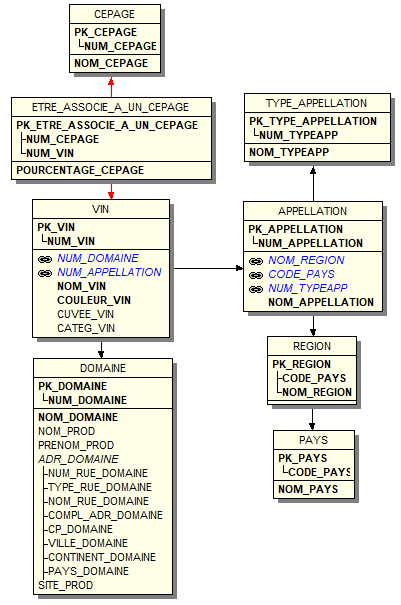 CEPAGE
PK_CEPAGE
NUM_CEPAGE
NOM_CEPAGE
ETRE_ASSOCIE_A_UN_CEPAGE
PK_ETRE_ASSOCIE_A_UN_CEPAGE
NUM_CEPAGE
NUM_VIN
POURCENTAGE_CEPAGE
TYPE_APPELLATION
PK_TYPE_APPELLATION
NUM_TYPEAPP
NOM_TYPEAPP
VIN
PK_VIN
NUM_VIN
NUM_DOMAINE
NUM_APPELLATION
NOM_VIN
COULEUR_VIN
CUVEE_VIN
CATEG_VIN
APPELLATION
PK_APPELLATION
NUM_APPELLATION
NOM_REGION
CODE_PAYS
NUM_TYPEAPP
NOM_APPELLATION
DOMAINE
PK_DOMAINE
NUM_DOMAINE
NOM_DOMAINE
NOM_PROD
PRENOM_PROD
ADR_DOMAINE
NUM_RUE_DOMAINE
TYPE_RUE_DOMAINE
NOM_RUE_DOMAINE
COMPL_ADR_DOMAINE
CP_DOMAINE
VILLE_DOMAINE
CONTINENT_DOMAINE
PAYS_DOMAINE
SITE_PROD
REGION
PK_REGION
CODE_PAYS
NOM_REGION
PAYS
PK_PAYS
CODE_PAYS
NOM_PAYS